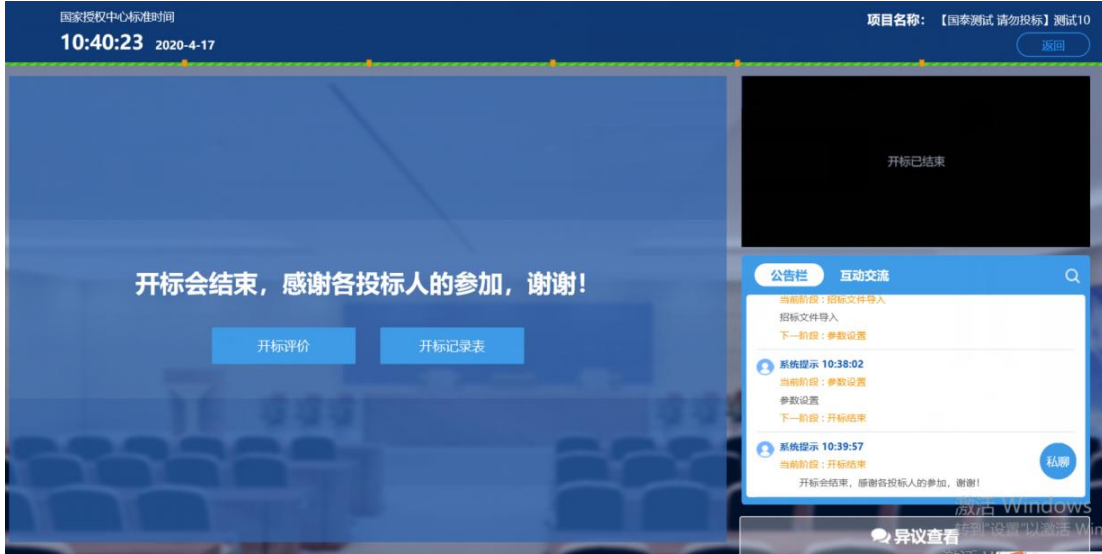 国家授权中心标准时间
10:40:23 2020-4-17
项目名称： 【国泰测试 请勿投标】测试10
返回
开标会结束，感谢各投标人的参加，谢谢！
开标评价 开标记录表
开标已结束
公告栏 互动交流
当前阶段：招标文件导入
招标文件导入
下一阶段：参数设置
系统提示 10:38:02
当前阶段：参数设置
参数设置
下一阶段：开标结束
系统提示 10:39:57
当前阶段：开标结束
开标会结束，感谢各投标人的参加，谢谢！
私聊
激活 Windows
转到"设置"以激活 Win
异议查看